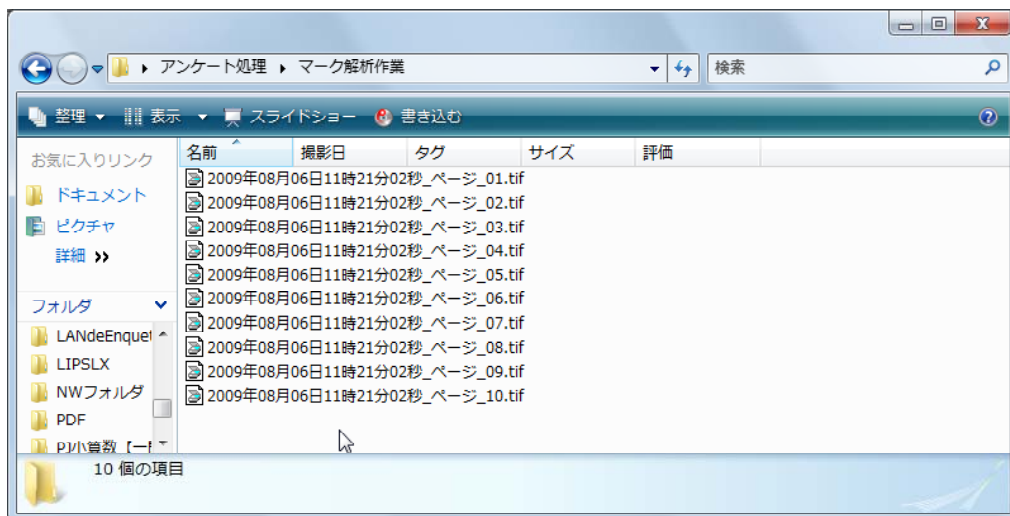 アンケート処理 マーク解析作業 検索
整理 表示 スライドショー 書き込む
お気に入りリンク
ドキュメント
ピクチャ
詳細
フォルダ
LANdeEnquet
LIPSLX
NWフォルダ
PDF
PJ小算数【一
名前 撮影日 タグ サイズ 評価
2009年08月06日11時21分02秒_ページ_01.tif
2009年08月06日11時21分02秒_ページ_02.tif
2009年08月06日11時21分02秒_ページ_03.tif
2009年08月06日11時21分02秒_ページ_04.tif
2009年08月06日11時21分02秒_ページ_05.tif
2009年08月06日11時21分02秒_ページ_06.tif
2009年08月06日11時21分02秒_ページ_07.tif
2009年08月06日11時21分02秒_ページ_08.tif
2009年08月06日11時21分02秒_ページ_09.tif
2009年08月06日11時21分02秒_ページ_10.tif
10 個の項目